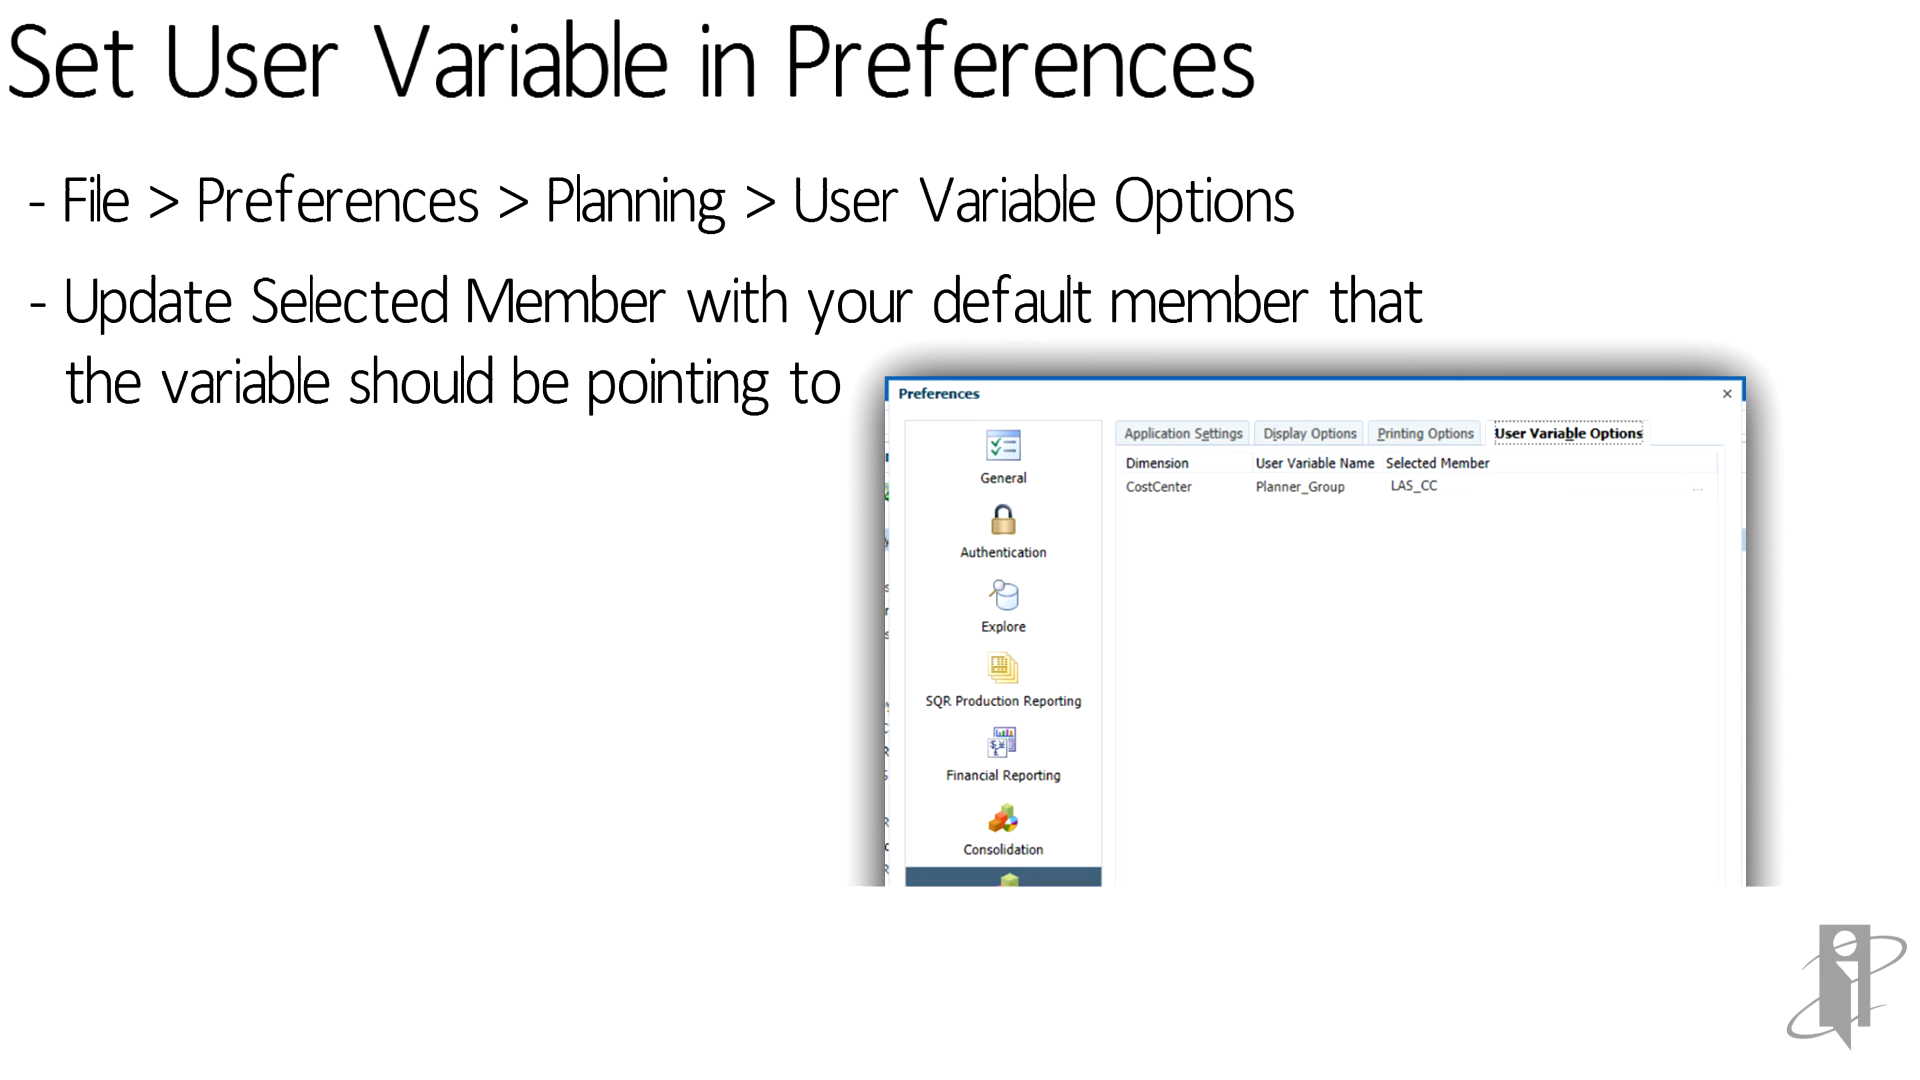 Set User Variable in Preferences
- File > Preferences > Planning > User Variable Options
- Update Selected Member with your default member that
the variable should be pointing to
Preferences
Application Settings Display Options Printing Options User Variable Options
Dimension User Variable Name Selected Member
CostCenter Planner_Group LAS_CC ...
General
Authentication
Explore
SQR Production Reporting
Financial Reporting
Consolidation